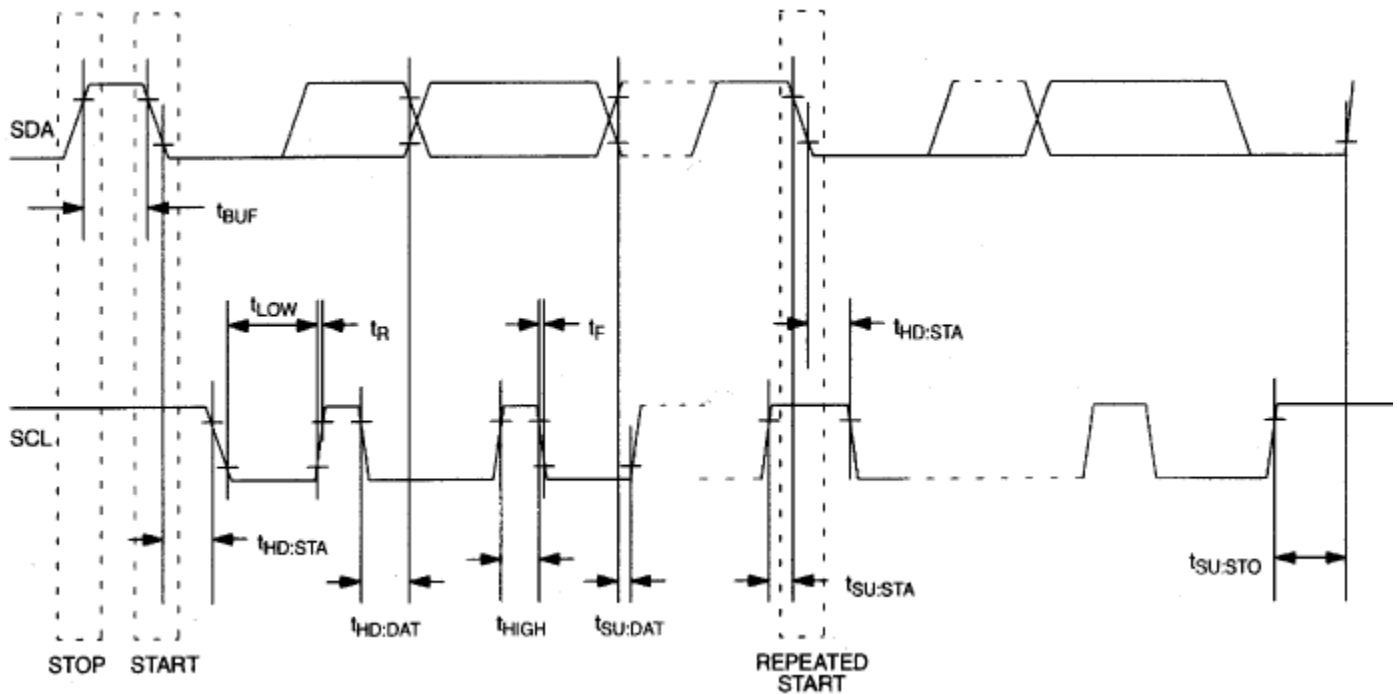 SDA
tBUF
tLOW
tR
tF
tHD:STA
SCL
tHD:STA
tHD:DAT
tHIGH
tSU:DAT
tSU:STA
tSU:STO
STOP
START
REPEATED
START